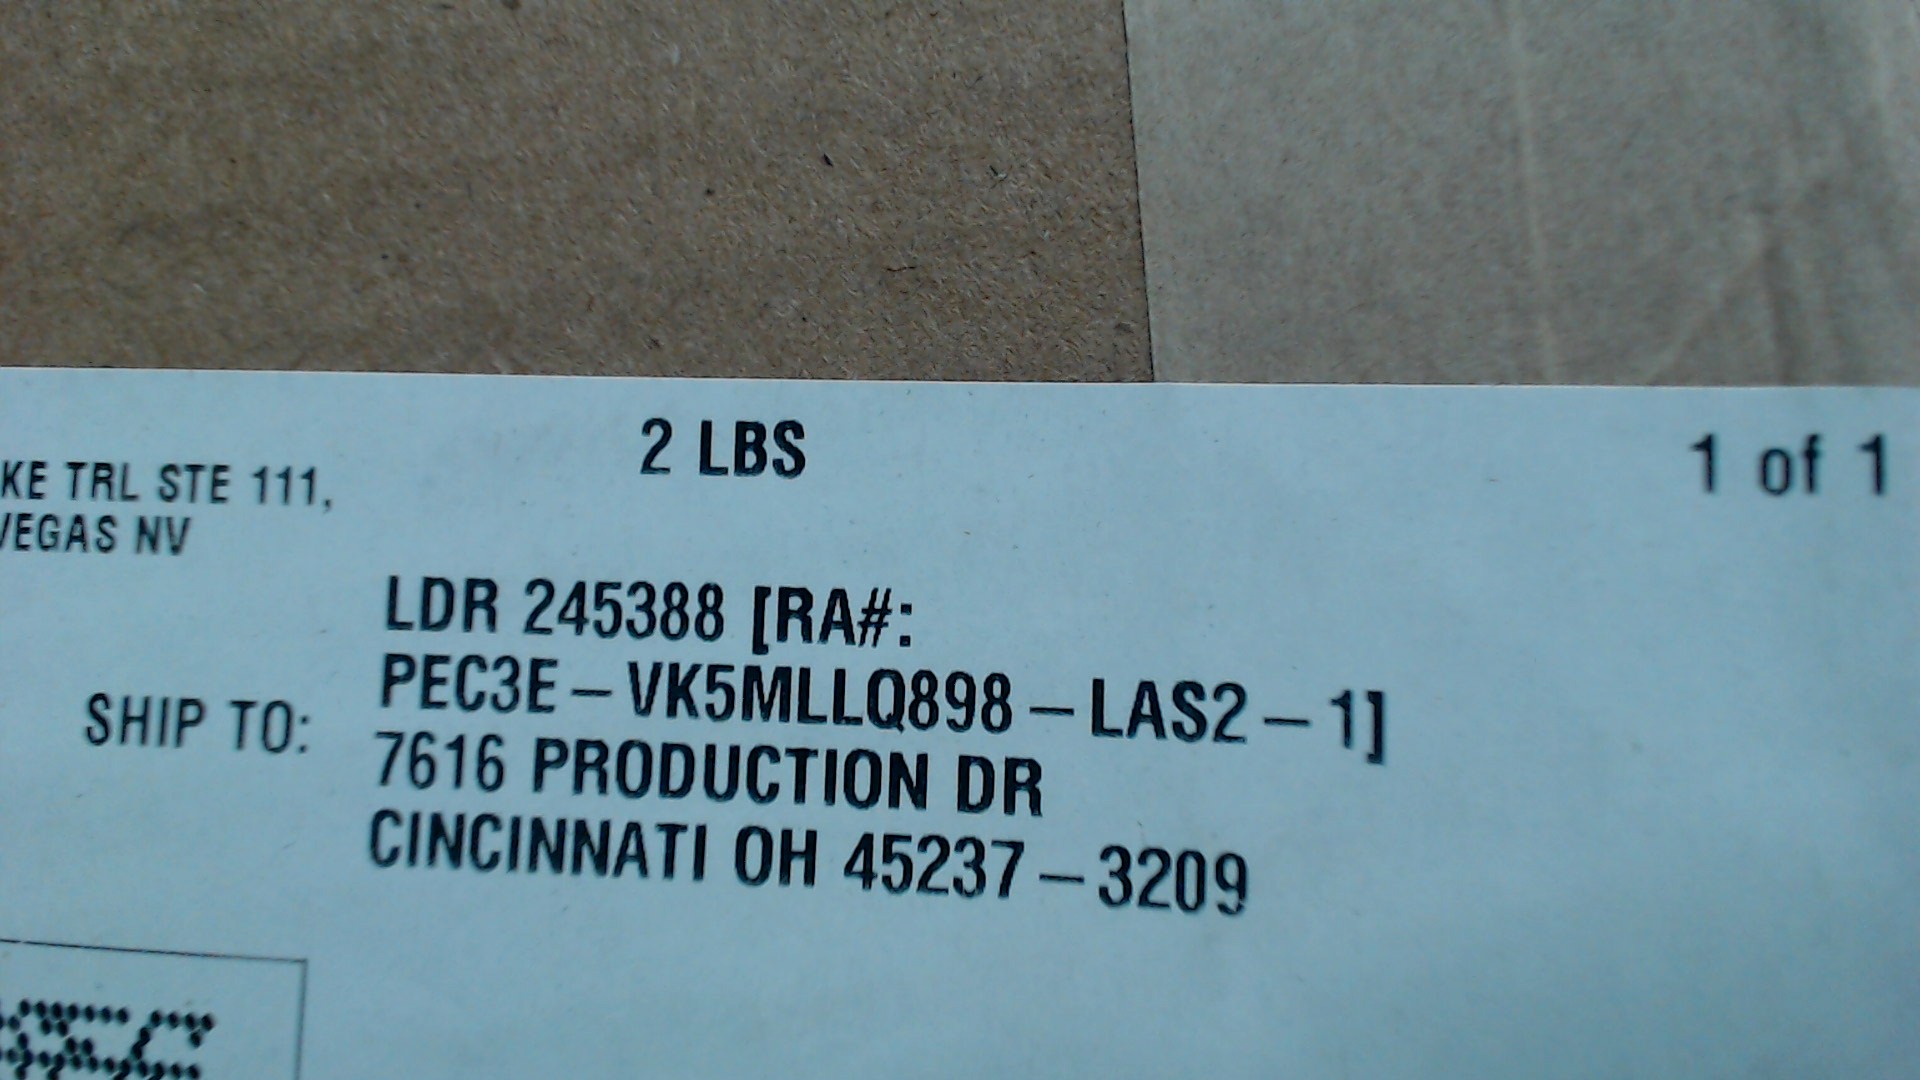 2 LBS
1 of 1
KE TRL STE 111,
VEGAS NV
LDR 245388 [RA#:
PEC3E–VK5MLLQ898–LAS2–1]
SHIP TO:
7616 PRODUCTION DR
CINCINNATI OH 45237–3209